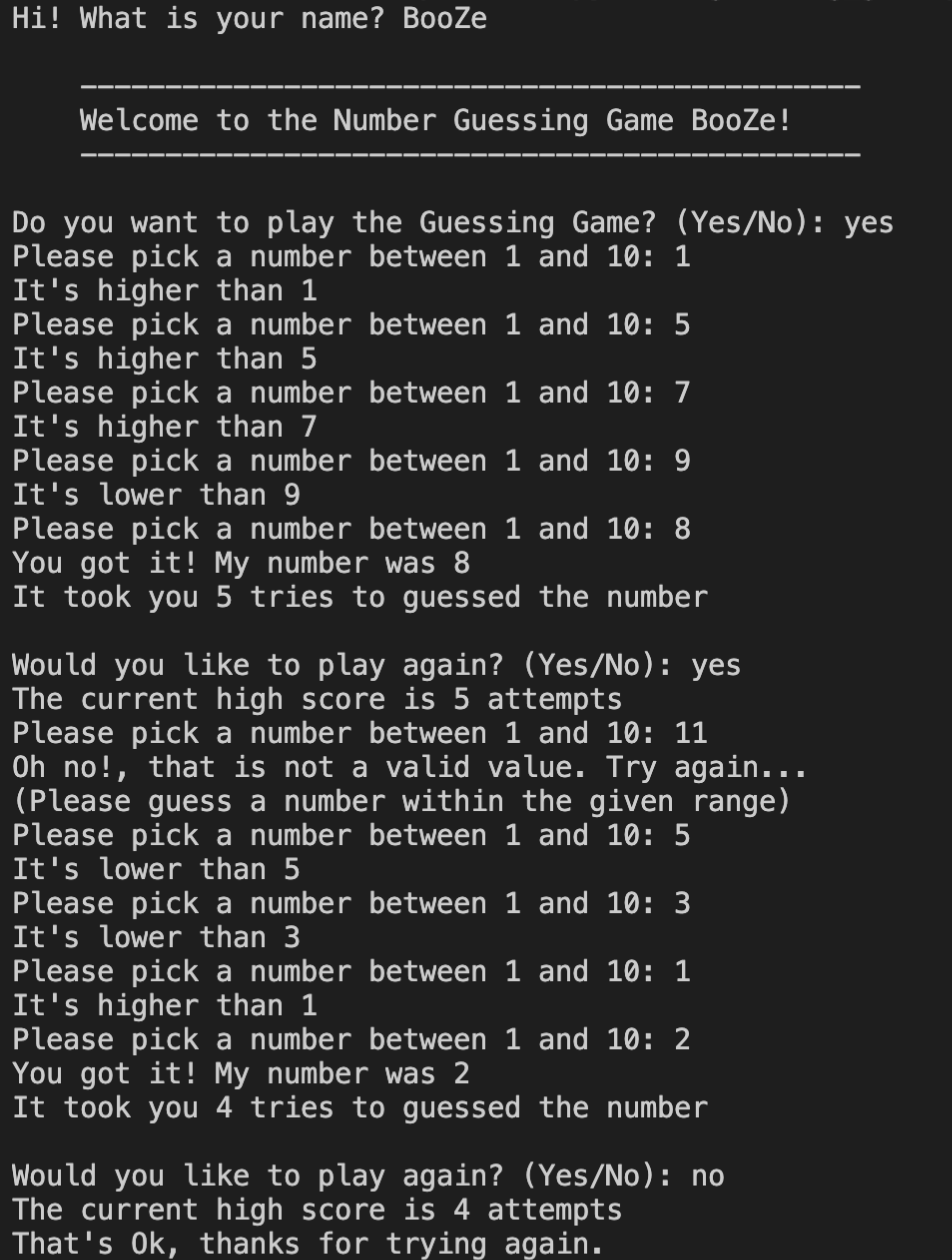 Hi! What is your name? BooZe
----------------------------------------------
Welcome to the Number Guessing Game BooZe!
----------------------------------------------
Do you want to play the Guessing Game? (Yes/No): yes
Please pick a number between 1 and 10: 1
It's higher than 1
Please pick a number between 1 and 10: 5
It's higher than 5
Please pick a number between 1 and 10: 7
It's higher than 7
Please pick a number between 1 and 10: 9
It's lower than 9
Please pick a number between 1 and 10: 8
You got it! My number was 8
It took you 5 tries to guessed the number
Would you like to play again? (Yes/No): yes
The current high score is 5 attempts
Please pick a number between 1 and 10: 11
Oh no!, that is not a valid value. Try again...
(Please guess a number within the given range)
Please pick a number between 1 and 10: 5
It's lower than 5
Please pick a number between 1 and 10: 3
It's lower than 3
Please pick a number between 1 and 10: 1
It's higher than 1
Please pick a number between 1 and 10: 2
You got it! My number was 2
It took you 4 tries to guessed the number
Would you like to play again? (Yes/No): no
The current high score is 4 attempts
That's Ok, thanks for trying again.